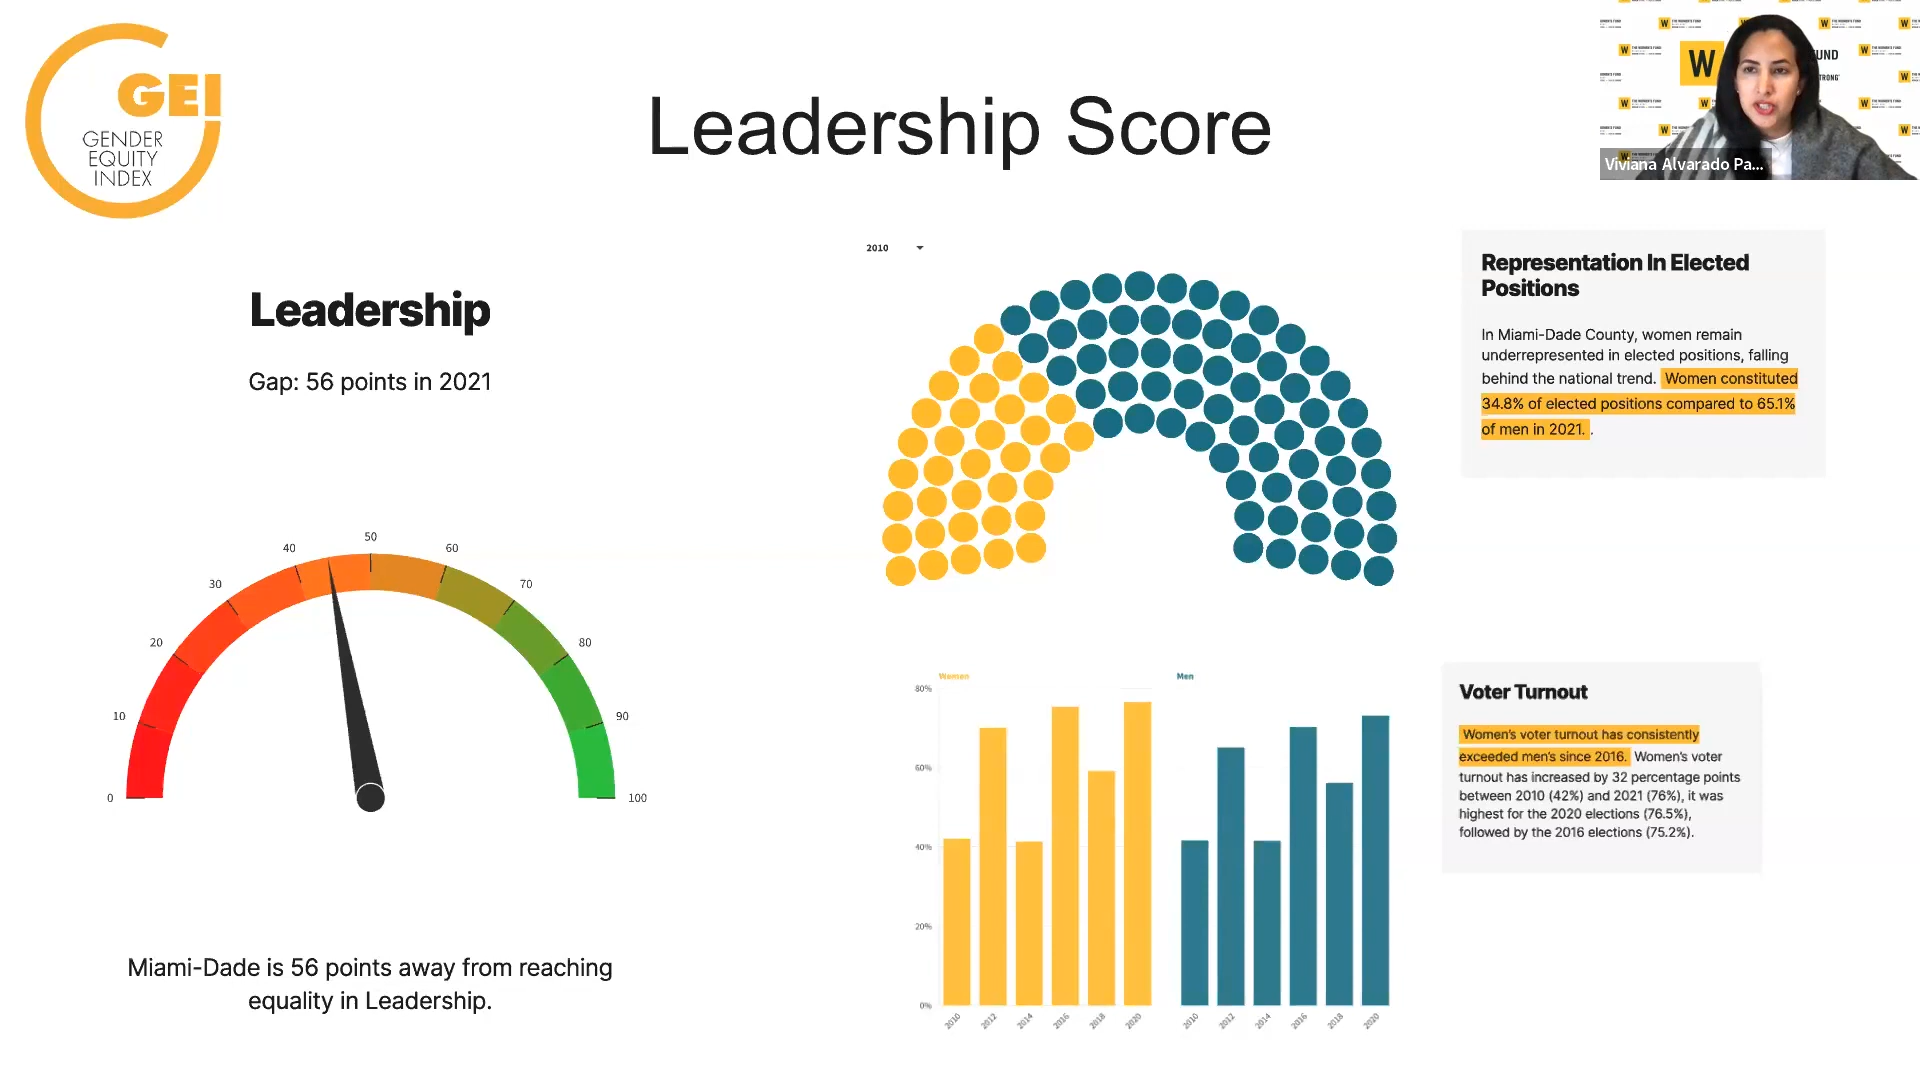 GEI
GENDER
EQUITY
INDEX
Leadership Score
W
FUND
STRONG
Viviana Alvarado Pa...
Leadership
Gap: 56 points in 2021
0
10
20
30
40
50
60
70
80
90
100
Miami-Dade is 56 points away from reaching
equality in Leadership.
2010
Representation In Elected
Positions
In Miami-Dade County, women remain
underrepresented in elected positions, falling
behind the national trend. Women constituted
34.8% of elected positions compared to 65.1%
of men in 2021. .
Women
Men
80%
60%
40%
20%
0%
2010
2012
2014
2016
2018
2020
2010
2012
2014
2016
2018
2020
Voter Turnout
Women's voter turnout has consistently
exceeded men's since 2016. Women's voter
turnout has increased by 32 percentage points
between 2010 (42%) and 2021 (76%), it was
highest for the 2020 elections (76.5%),
followed by the 2016 elections (75.2%).